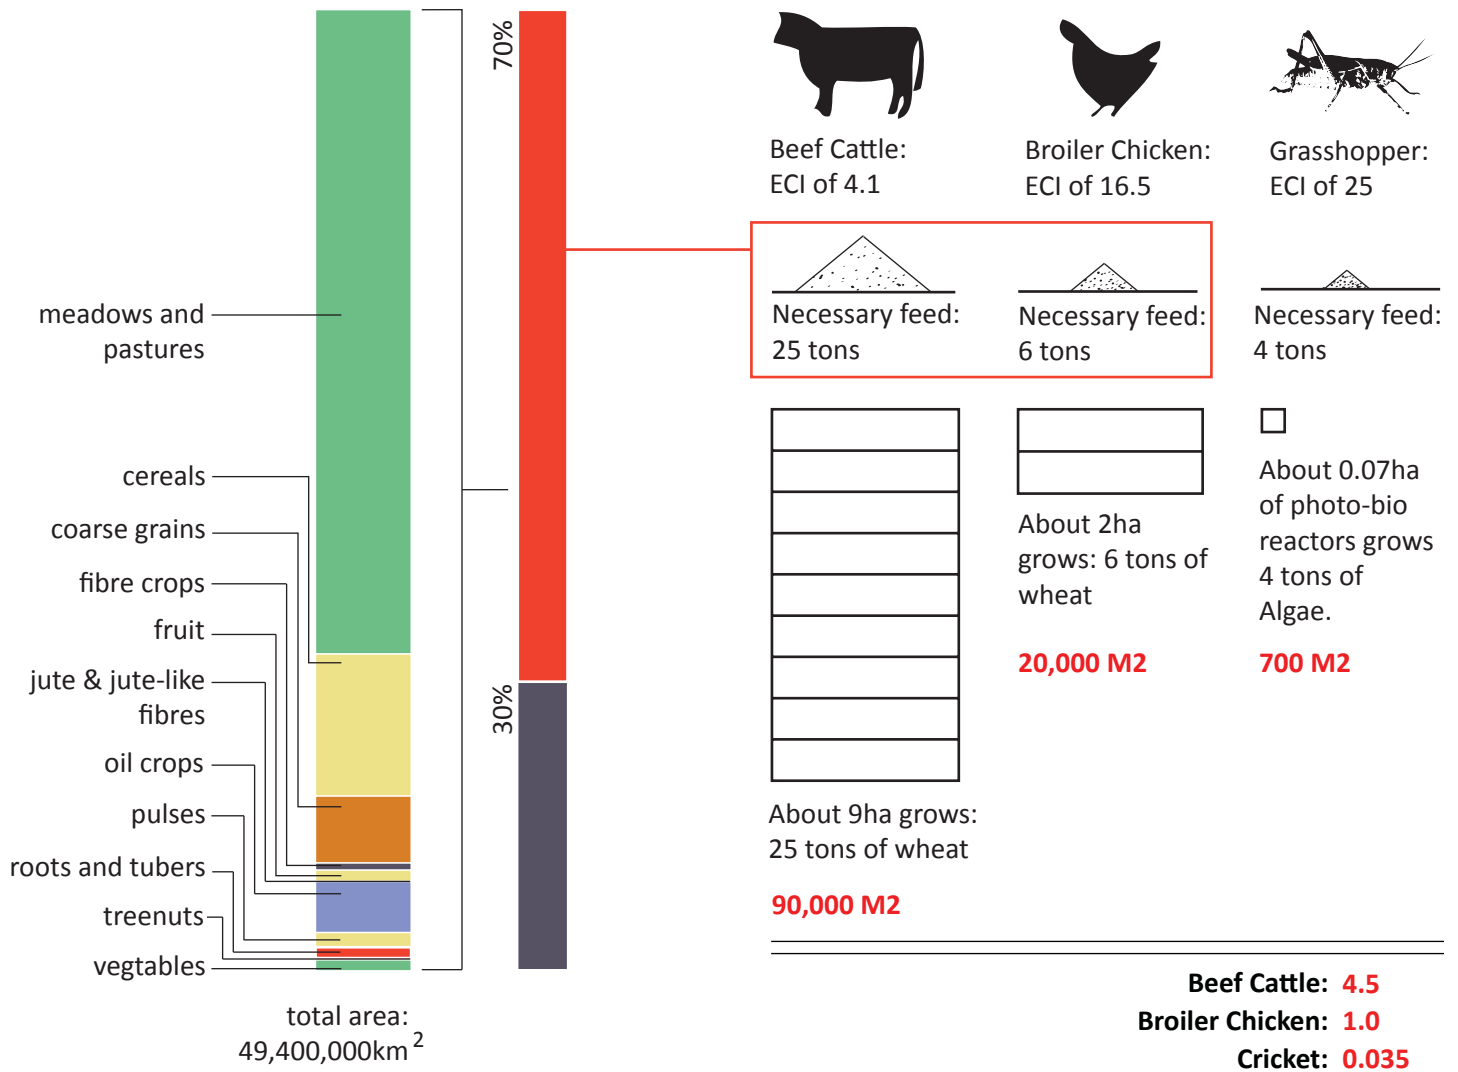 meadows and
pastures
cereals
coarse grains
fibre crops
fruit
jute & jute-like
fibres
oil crops
pulses
roots and tubers
treenuts
vegtables
total area:
49,400,000km²
70%
30%
Beef Cattle:
ECI of 4.1
Broiler Chicken:
ECI of 16.5
Grasshopper:
ECI of 25
Necessary feed:
25 tons
Necessary feed:
6 tons
Necessary feed:
4 tons
About 9ha grows:
25 tons of wheat
90,000 M2
About 2ha
grows: 6 tons of
wheat
20,000 M2
About 0.07ha
of photo-bio
reactors grows
4 tons of
Algae.
700 M2
Beef Cattle: 4.5
Broiler Chicken: 1.0
Cricket: 0.035